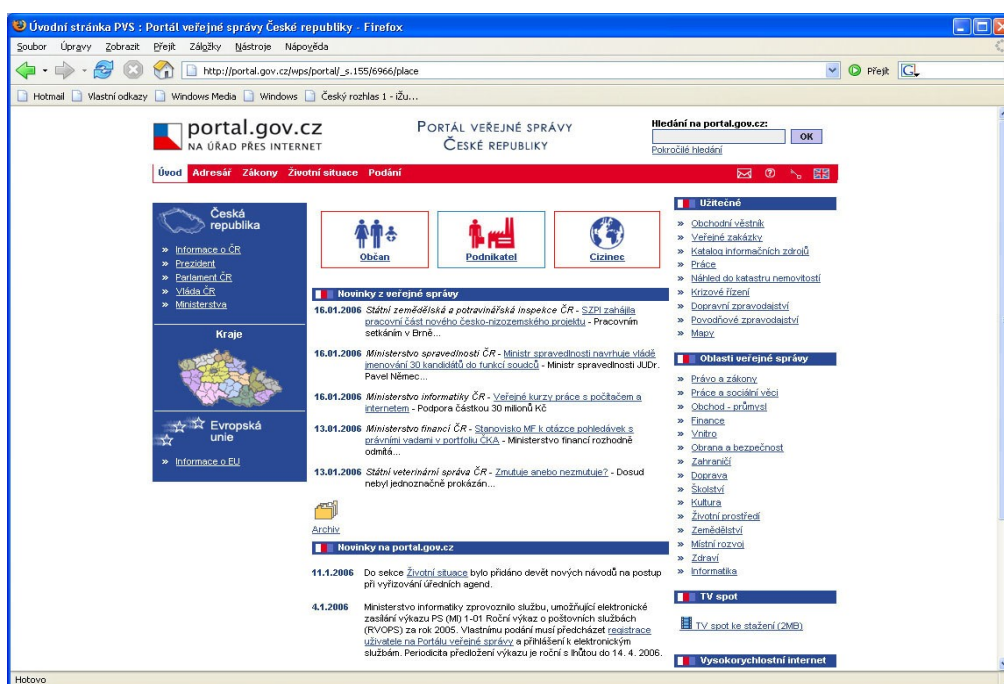 Úvodní stránka PVS : Portál veřejné správy České republiky - Firefox
Soubor Úpravy Zobrazit Přejít Záložky Nástroje Nápověda
http://portal.gov.cz/wps/portal/_s.155/6966/place Přejít
Hotmail Vlastní odkazy Windows Media Windows Český rozhlas 1 - iŽu...
portal.gov.cz
NA ÚŘAD PŘES INTERNET
PORTÁL VEŘEJNÉ SPRÁVY
ČESKÉ REPUBLIKY
Hledání na portal.gov.cz:
OK
Pokročilé hledání
Úvod Adresář Zákony Životní situace Podání
Česká
republika
» Informace o ČR
» Prezident
» Parlament ČR
» Vláda ČR
» Ministerstva
Kraje
Evropská
unie
» Informace o EU
Občan
Podnikatel
Cizinec
Novinky z veřejné správy
16.01.2006 Státní zemědělská a potravinářská inspekce ČR - SZPI zahájila
pracovní část nového česko-nizozemského projektu - Pracovním
setkáním v Brně...
16.01.2006 Ministerstvo spravedlnosti ČR - Ministr spravedlnosti navrhuje vládě
jmenování 30 kandidátů do funkcí soudců - Ministr spravedlnosti JUDr.
Pavel Němec...
16.01.2006 Ministerstvo informatiky ČR - Veřejné kurzy práce s počítačem a
internetem - Podpora částkou 30 milionů Kč
13.01.2006 Ministerstvo financí ČR - Stanovisko MF k otázce pohledávek s
právními vadami v portfoliu ČKA - Ministerstvo financí rozhodně
odmítá...
13.01.2006 Státní veterinární správa ČR - Zmutuje anebo nezmutuje? - Dosud
nebyl jednoznačně prokázán...
Archiv
Novinky na portal.gov.cz
11.1.2006 Do sekce Životní situace bylo přidáno devět nových návodů na postup
při vyřizování úředních agend.
4.1.2006 Ministerstvo informatiky zprovoznilo službu, umožňující elektronické
zasílání výkazu PS (MI) 1-01 Roční výkaz o poštovních službách
(RVOPS) za rok 2005. Vlastnímu podání musí předcházet registrace
uživatele na Portálu veřejné správy a přihlášení k elektronickým
službám. Periodicita předložení výkazu je roční s lhůtou do 14. 4. 2006.
Užitečné
» Obchodní věstník
» Veřejné zakázky
» Katalog informačních zdrojů
» Práce
» Náhled do katastru nemovitostí
» Krizové řízení
» Dopravní zpravodajství
» Povodňové zpravodajství
» Mapy
Oblasti veřejné správy
» Právo a zákony
» Práce a sociální věci
» Obchod - průmysl
» Finance
» Vnitro
» Obrana a bezpečnost
» Zahraničí
» Doprava
» Školství
» Kultura
» Životní prostředí
» Zemědělství
» Místní rozvoj
» Zdraví
» Informatika
TV spot
TV spot ke stažení (2MB)
Vysokorychlostní internet
Hotovo